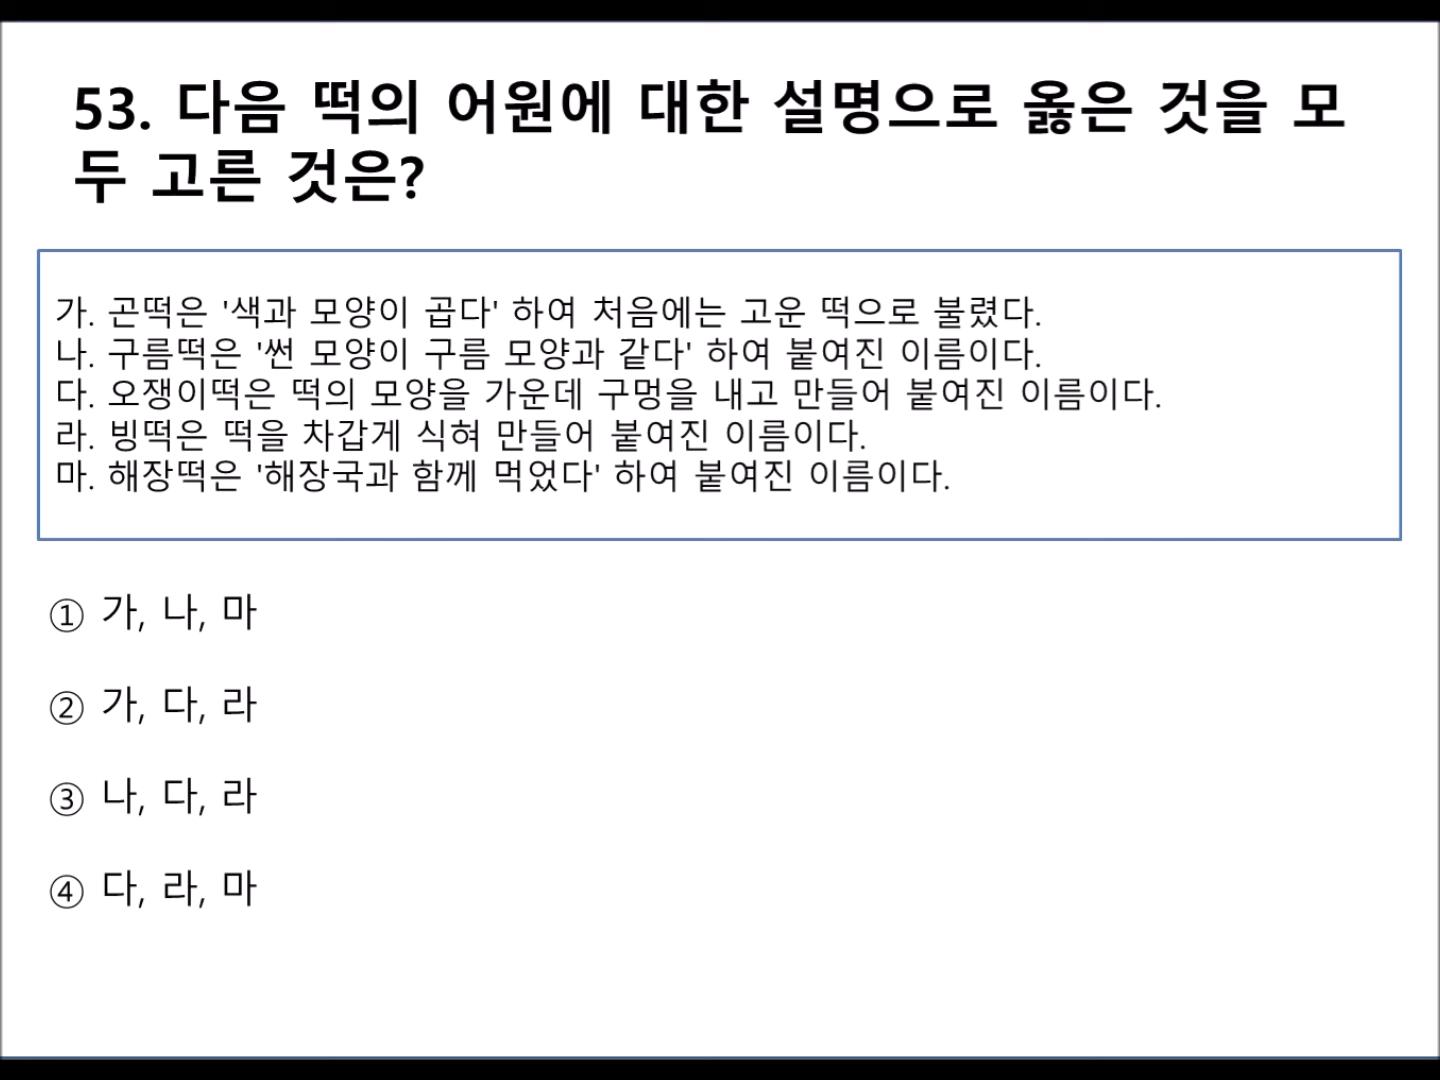 53. 다음 떡의 어원에 대한 설명으로 옳은 것을 모
두 고른 것은?
가. 곤떡은 '색과 모양이 곱다' 하여 처음에는 고운 떡으로 불렸다.
나. 구름떡은 '썬 모양이 구름 모양과 같다' 하여 붙여진 이름이다.
다. 오쟁이떡은 떡의 모양을 가운데 구멍을 내고 만들어 붙여진 이름이다.
라. 빙떡은 떡을 차갑게 식혀 만들어 붙여진 이름이다.
마. 해장떡은 '해장국과 함께 먹었다' 하여 붙여진 이름이다.
① 가, 나, 마
② 가, 다, 라
③ 나, 다, 라
④ 다, 라, 마